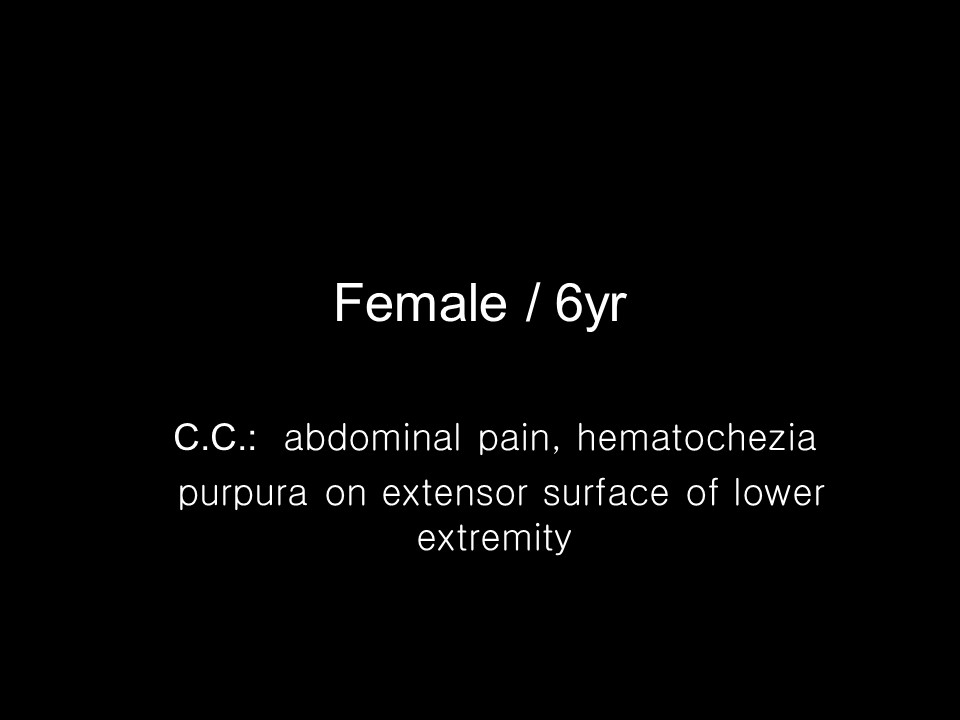 Female / 6yr
C.C.: abdominal pain, hematochezia
purpura on extensor surface of lower
extremity